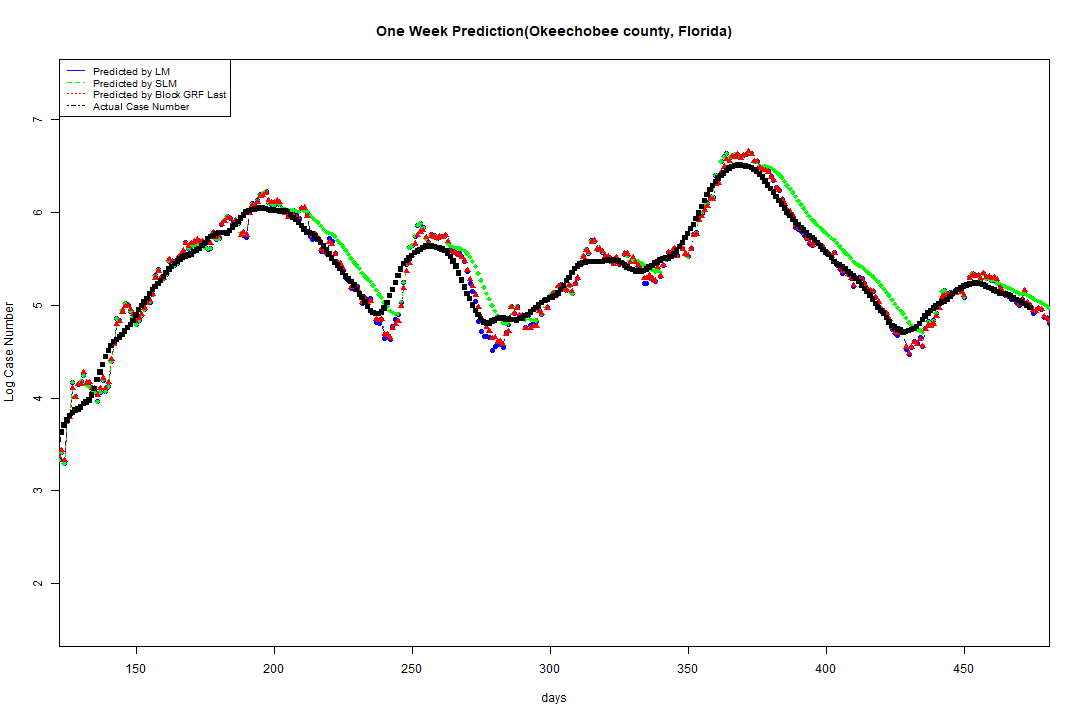 One Week Prediction(Okeechobee county, Florida)
Predicted by LM
Predicted by SLM
Predicted by Block GRF Last
Actual Case Number
7
6
5
4
3
2
Log Case Number
150 200 250 300 350 400 450
days